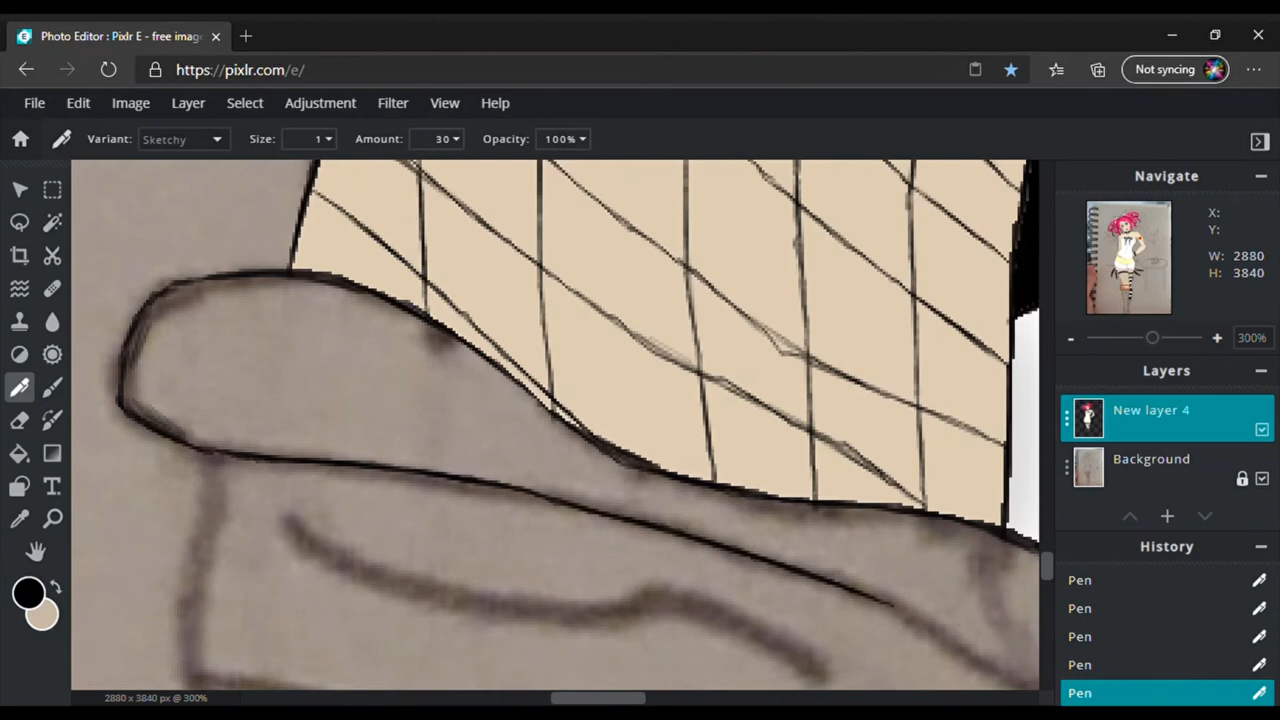 Photo Editor : Pixlr E - free imag
https://pixlr.com/e/
Not syncing
File Edit Image Layer Select Adjustment Filter View Help
Variant: Sketchy Size: 1 Amount: 30 Opacity: 100%
Navigate
X:
Y:
W: 2880
H: 3840
- + 300%
Layers
New layer 4
Background
History
Pen
Pen
Pen
Pen
Pen
2880 x 3840 px @ 300%